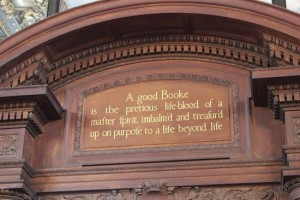 A good Booke
is the pretious life-blood of a
maſter ſpirit imbalm'd and treaſur'd
up on purpoſe to a life beyond life